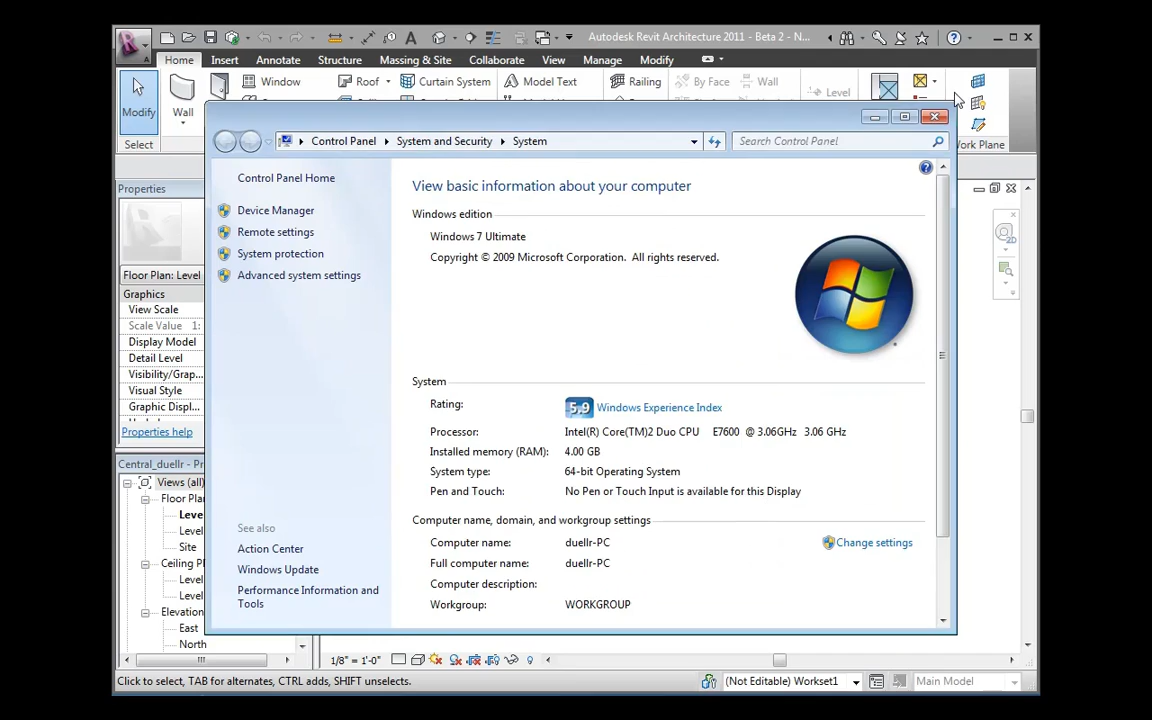 Autodesk Revit Architecture 2011 - Beta 2 - N...
Home Insert Annotate Structure Massing & Site Collaborate View Manage Modify
Modify
Wall
Window
Roof
Curtain System
Model Text
Railing
By Face
Wall
Level
Select
Work Plane
Control Panel System and Security System
Search Control Panel
Properties
Floor Plan: Level
Graphics
View Scale
Scale Value 1:
Display Model
Detail Level
Visibility/Grap...
Visual Style
Graphic Displ...
Properties help
Central_duellr - Pr
Views (all)
Floor Plan
Leve
Level
Site
Ceiling Pl
Level
Level
Elevation
East
North
Control Panel Home
Device Manager
Remote settings
System protection
Advanced system settings
See also
Action Center
Windows Update
Performance Information and
Tools
View basic information about your computer
Windows edition
Windows 7 Ultimate
Copyright © 2009 Microsoft Corporation. All rights reserved.
System
Rating: 5.9 Windows Experience Index
Processor: Intel(R) Core(TM)2 Duo CPU E7600 @ 3.06GHz 3.06 GHz
Installed memory (RAM): 4.00 GB
System type: 64-bit Operating System
Pen and Touch: No Pen or Touch Input is available for this Display
Computer name, domain, and workgroup settings
Computer name: duellr-PC
Change settings
Full computer name: duellr-PC
Computer description:
Workgroup: WORKGROUP
1/8" = 1'-0"
Click to select, TAB for alternates, CTRL adds, SHIFT unselects.
(Not Editable) Workset1
Main Model